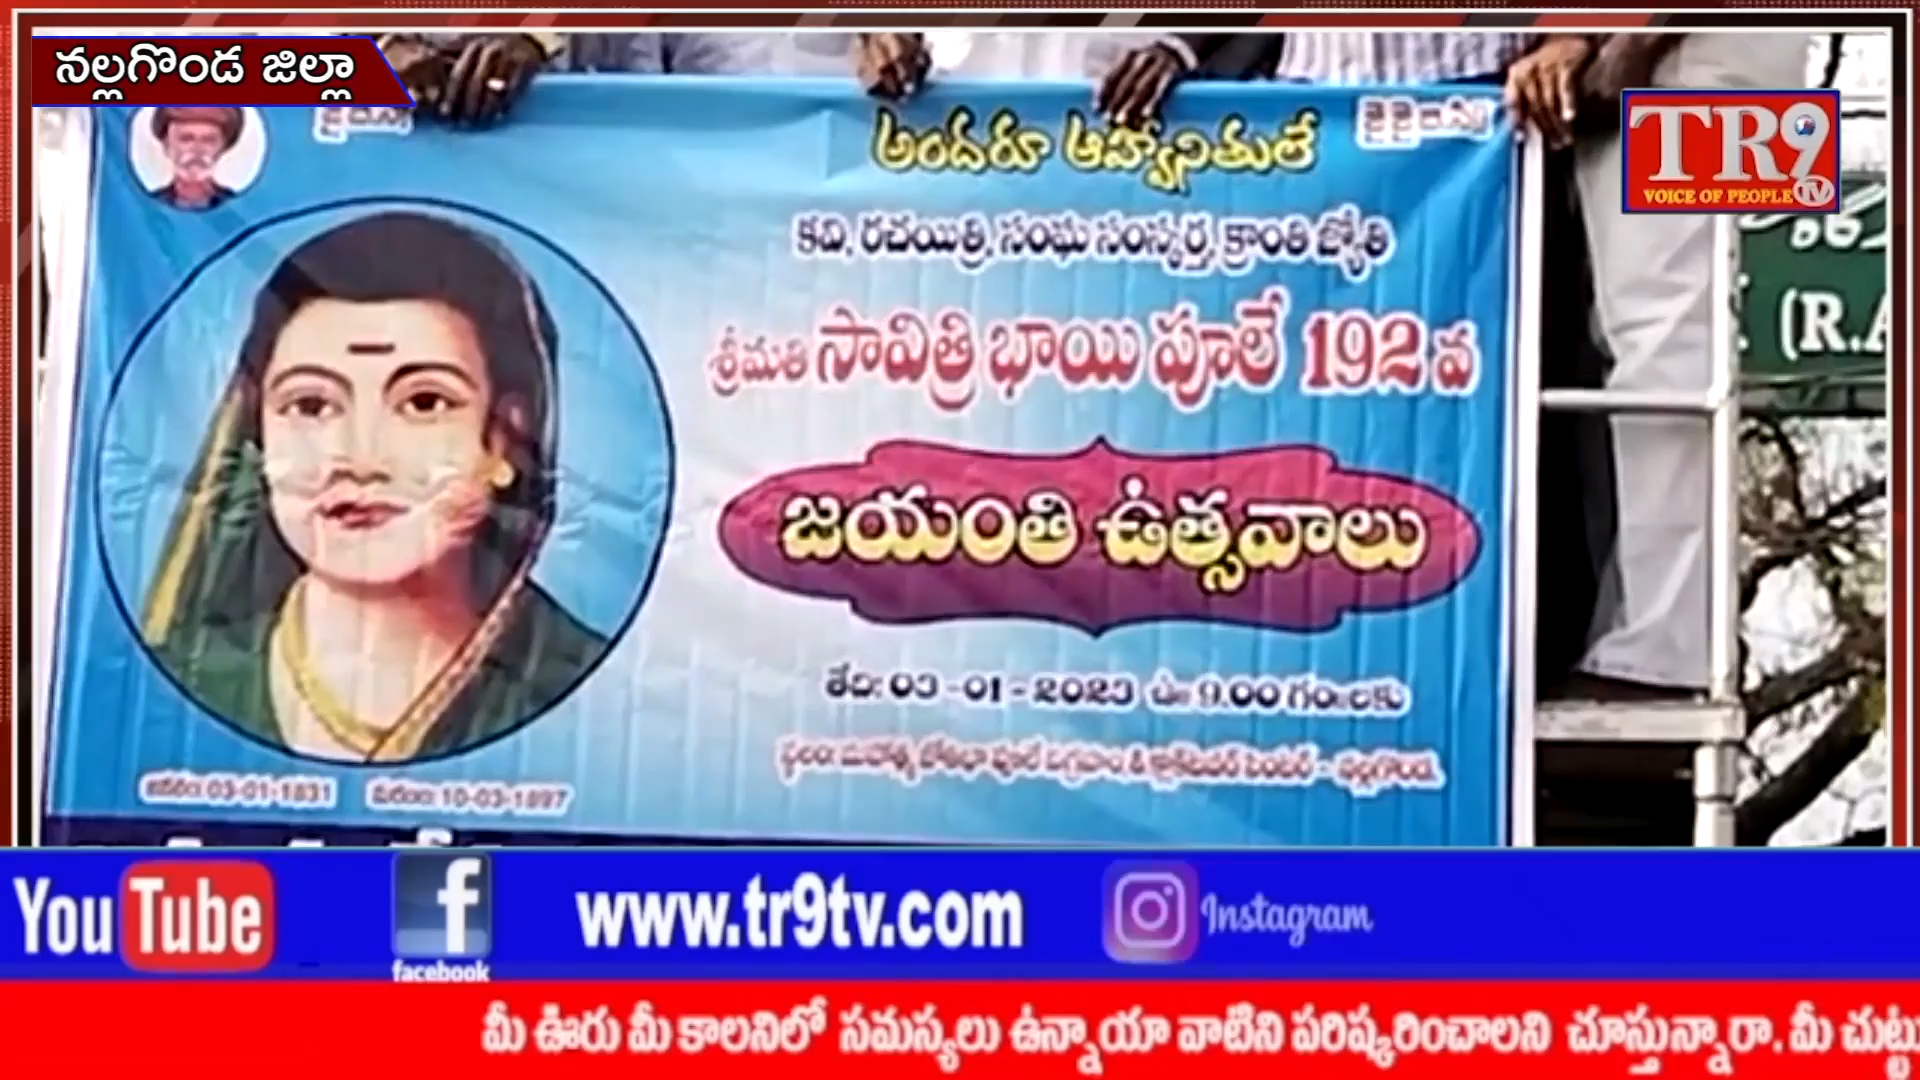 నల్లగొండ జిల్లా
TR9
TV
VOICE OF PEOPLE
అందరూ ఆహ్వానితులే
కవి, రచయిత్రి, సంఘ సంస్కర్త, క్రాంతి జ్యోతి
శ్రీమతి సావిత్రి భాయి పూలే 192 వ
జయంతి ఉత్సవాలు
తేది: 03-01-2023 ఉ॥ 9.00 గం॥లకు
03-01-1831
10-03-1897
(R.
YouTube
facebook
www.tr9tv.com
Instagram
మీ ఊరు మీ కాలనిలో సమస్యలు ఉన్నాయా వాటిని పరిష్కరించాలని చూస్తున్నారా. మీ చుట్టు